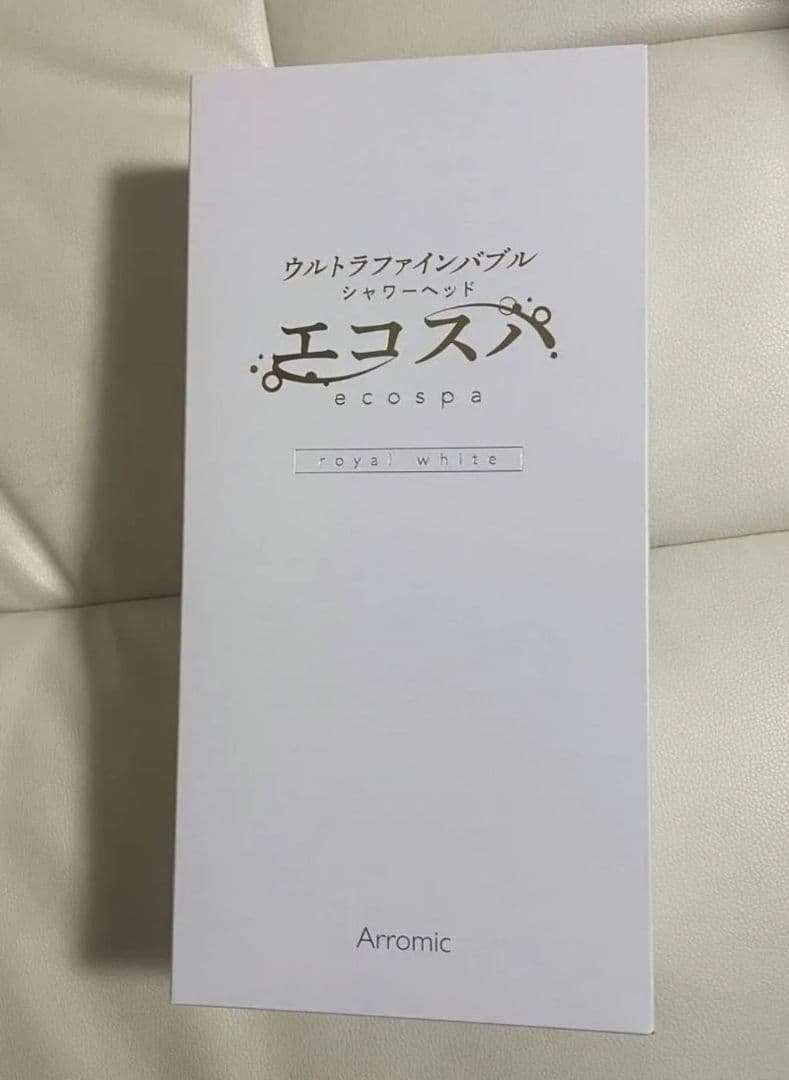 ウルトラファインバブル
シャワーヘッド
エコスパ
ecospa
royal white
Arromic